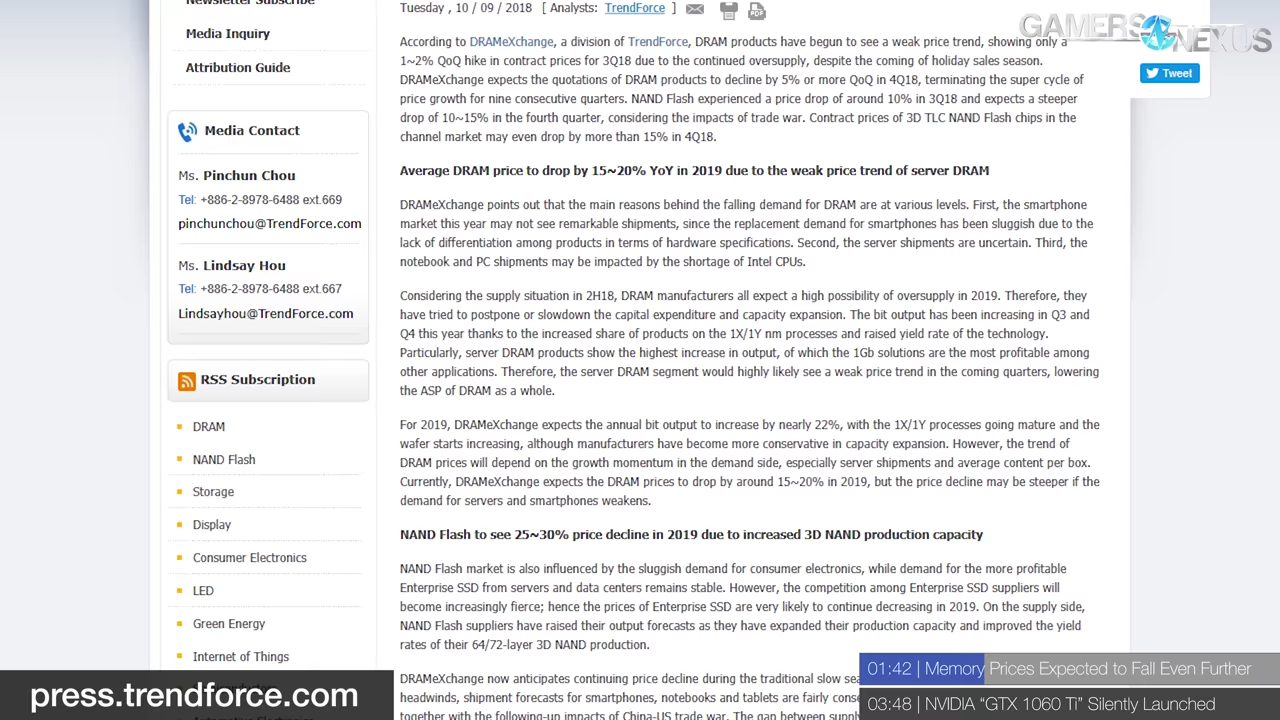 Newsletter Subscribe
Media Inquiry
Attribution Guide
Media Contact
Ms. Pinchun Chou
Tel: +886-2-8978-6488 ext.669
pinchunchou@TrendForce.com
Ms. Lindsay Hou
Tel: +886-2-8978-6488 ext.667
Lindsayhou@TrendForce.com
RSS Subscription
DRAM
NAND Flash
Storage
Display
Consumer Electronics
LED
Green Energy
Internet of Things
Tuesday , 10 / 09 / 2018 [ Analysts: TrendForce ]
PDF
According to DRAMeXchange, a division of TrendForce, DRAM products have begun to see a weak price trend, showing only a
1~2% QoQ hike in contract prices for 3Q18 due to the continued oversupply, despite the coming of holiday sales season.
DRAMeXchange expects the quotations of DRAM products to decline by 5% or more QoQ in 4Q18, terminating the super cycle of
price growth for nine consecutive quarters. NAND Flash experienced a price drop of around 10% in 3Q18 and expects a steeper
drop of 10~15% in the fourth quarter, considering the impacts of trade war. Contract prices of 3D TLC NAND Flash chips in the
channel market may even drop by more than 15% in 4Q18.
Average DRAM price to drop by 15~20% YoY in 2019 due to the weak price trend of server DRAM
DRAMeXchange points out that the main reasons behind the falling demand for DRAM are at various levels. First, the smartphone
market this year may not see remarkable shipments, since the replacement demand for smartphones has been sluggish due to the
lack of differentiation among products in terms of hardware specifications. Second, the server shipments are uncertain. Third, the
notebook and PC shipments may be impacted by the shortage of Intel CPUs.
Considering the supply situation in 2H18, DRAM manufacturers all expect a high possibility of oversupply in 2019. Therefore, they
have tried to postpone or slowdown the capital expenditure and capacity expansion. The bit output has been increasing in Q3 and
Q4 this year thanks to the increased share of products on the 1X/1Y nm processes and raised yield rate of the technology.
Particularly, server DRAM products show the highest increase in output, of which the 1Gb solutions are the most profitable among
other applications. Therefore, the server DRAM segment would highly likely see a weak price trend in the coming quarters, lowering
the ASP of DRAM as a whole.
For 2019, DRAMeXchange expects the annual bit output to increase by nearly 22%, with the 1X/1Y processes going mature and the
wafer starts increasing, although manufacturers have become more conservative in capacity expansion. However, the trend of
DRAM prices will depend on the growth momentum in the demand side, especially server shipments and average content per box.
Currently, DRAMeXchange expects the DRAM prices to drop by around 15~20% in 2019, but the price decline may be steeper if the
demand for servers and smartphones weakens.
NAND Flash to see 25~30% price decline in 2019 due to increased 3D NAND production capacity
NAND Flash market is also influenced by the sluggish demand for consumer electronics, while demand for the more profitable
Enterprise SSD from servers and data centers remains stable. However, the competition among Enterprise SSD suppliers will
become increasingly fierce; hence the prices of Enterprise SSD are very likely to continue decreasing in 2019. On the supply side,
NAND Flash suppliers have raised their output forecasts as they have expanded their production capacity and improved the yield
rates of their 64/72-layer 3D NAND production.
DRAMeXchange now anticipates continuing price decline during the traditional slow
headwinds, shipment forecasts for smartphones, notebooks and tablets are fairly
together with the following-up impacts of China-US trade war. The gap between
GAMERS NEXUS
Tweet
press.trendforce.com
01:42 | Memory Prices Expected to Fall Even Further
03:48 | NVIDIA “GTX 1060 Ti” Silently Launched